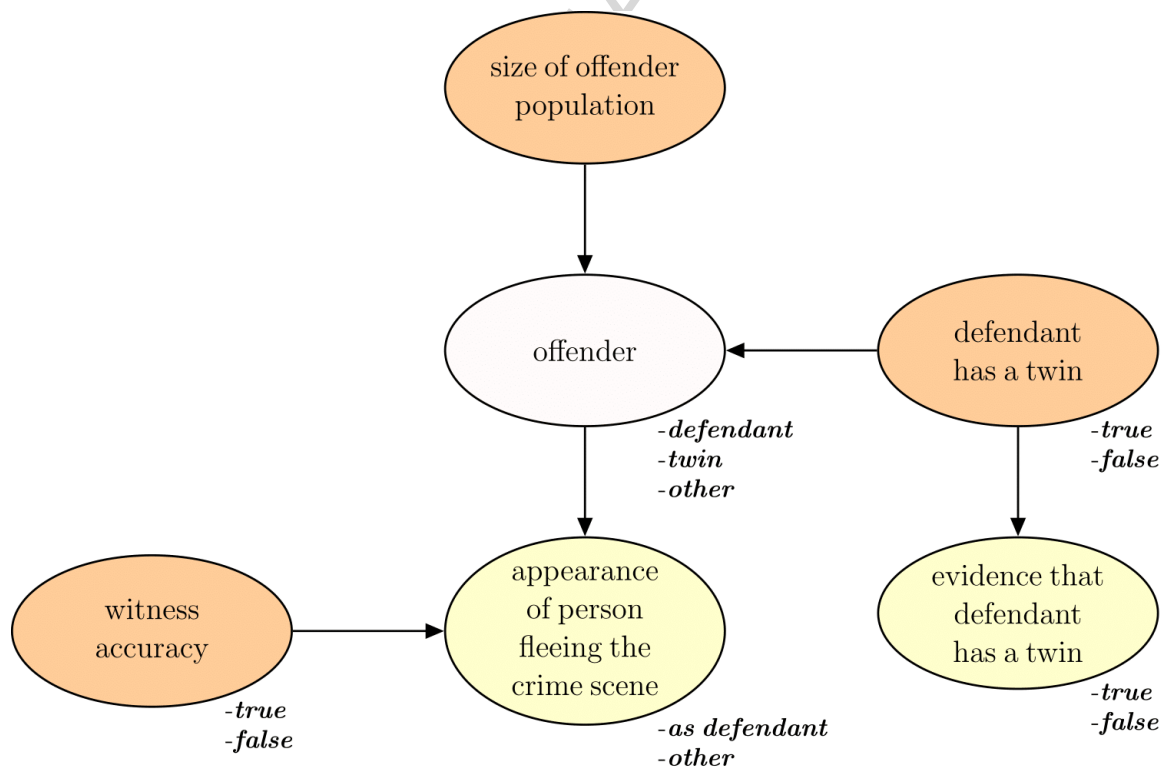 size of offender
population
offender
-defendant
-twin
-other
defendant
has a twin
-true
-false
witness
accuracy
-true
-false
appearance
of person
fleeing the
crime scene
-as defendant
-other
evidence that
defendant
has a twin
-true
-false